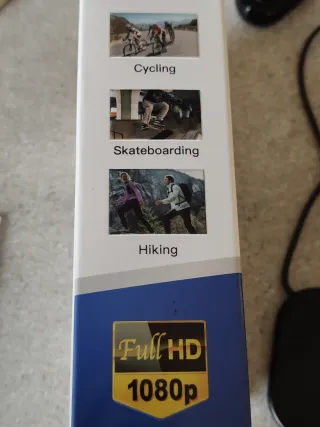 Cycling
Skateboarding
Hiking
Full HD
1080p